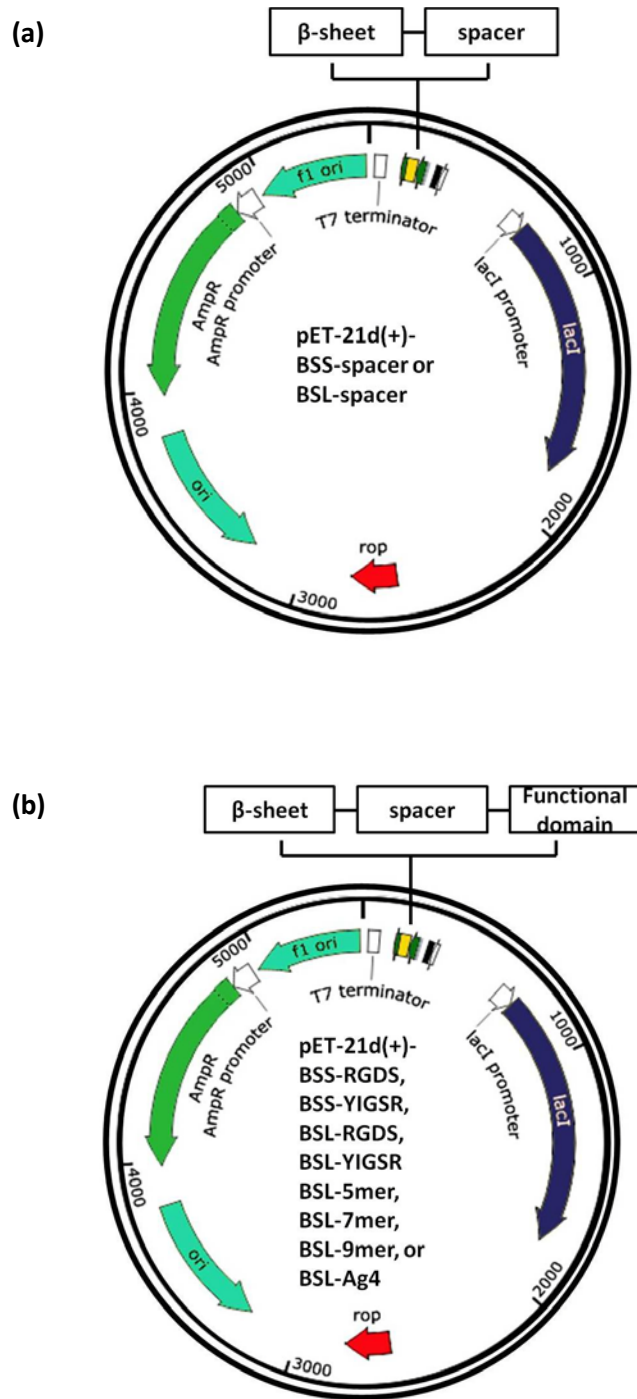 (a)
β-sheet
spacer
5000
f1 ori
T7 terminator
AmpR
AmpR promoter
lacI promoter
1000
lacI
pET-21d(+)-
BSS-spacer or
BSL-spacer
4000
ori
2000
rop
3000
(b)
β-sheet
spacer
Functional
domain
5000
f1 ori
T7 terminator
AmpR
AmpR promoter
lacI promoter
1000
lacI
pET-21d(+)-
BSS-RGDS,
BSS-YIGSR,
BSL-RGDS,
BSL-YIGSR
BSL-5mer,
BSL-7mer,
BSL-9mer, or
BSL-Ag4
4000
ori
2000
rop
3000